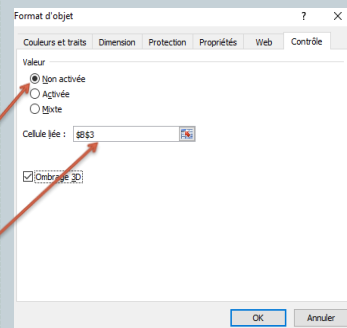 Format d'objet ? X
Couleurs et traits Dimension Protection Propriétés Web Contrôle
Valeur
Non activée
Activée
Mixte
Cellule liée : $B$3
Ombrage 3D
OK Annuler